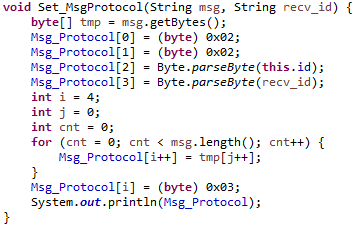 void Set_MsgProtocol(String msg, String recv_id) {
    byte[] tmp = msg.getBytes();
    Msg_Protocol[0] = (byte) 0x02;
    Msg_Protocol[1] = (byte) 0x02;
    Msg_Protocol[2] = Byte.parseByte(this.id);
    Msg_Protocol[3] = Byte.parseByte(recv_id);
    int i = 4;
    int j = 0;
    int cnt = 0;
    for (cnt = 0; cnt < msg.length(); cnt++) {
        Msg_Protocol[i++] = tmp[j++];
    }
    Msg_Protocol[i] = (byte) 0x03;
    System.out.println(Msg_Protocol);
}